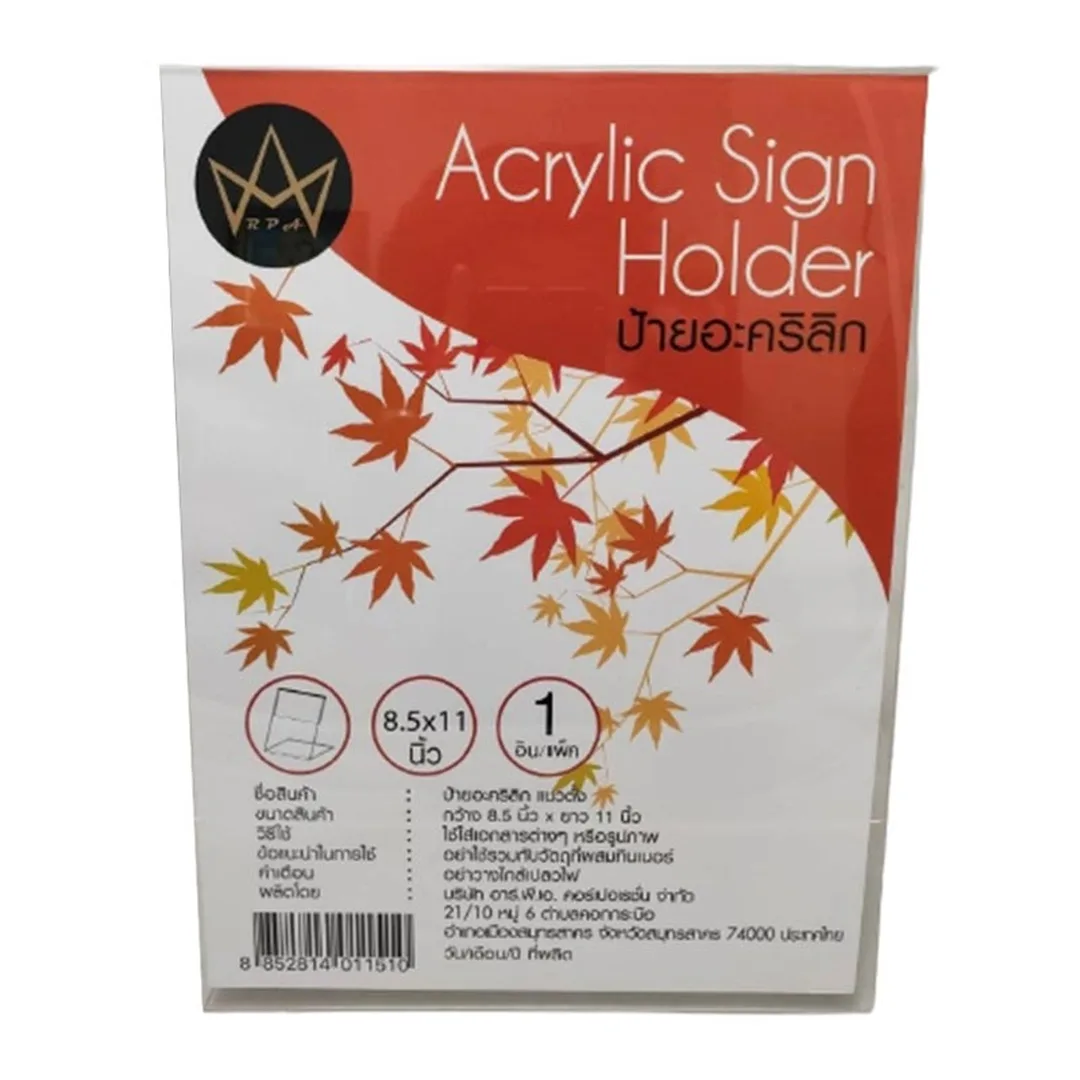 RPA
Acrylic Sign
Holder
ป้ายอะคริลิก
8.5x11
นิ้ว
1
อัน/แพ็ค
ชื่อสินค้า : ป้ายอะคริลิก แนวตั้ง
ขนาดสินค้า : กว้าง 8.5 นิ้ว x ยาว 11 นิ้ว
วิธีใช้ : ใช้ใส่เอกสารต่างๆ หรือรูปภาพ
ข้อแนะนำในการใช้ : อย่าใช้รวมกับวัตถุที่ผสมทินเนอร์
คำเตือน : อย่าวางใกล้เปลวไฟ
ผลิตโดย : บริษัท อาร์.พี.เอ. คอร์เปอเรชั่น จำกัด
21/10 หมู่ 6 ตำบลคอกกระบือ
อำเภอเมืองสมุทรสาคร จังหวัดสมุทรสาคร 74000 ประเทศไทย
วัน/เดือน/ปี ที่ผลิต
8 852814 011510